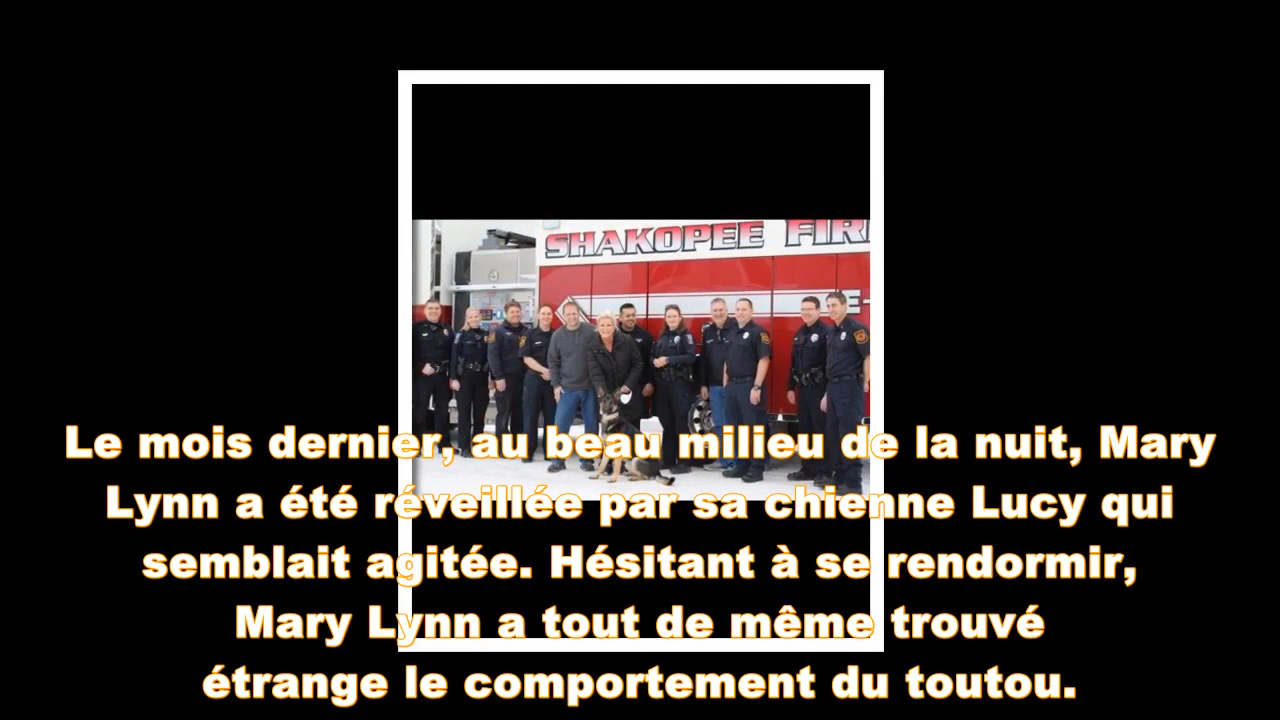 SHAKOPEE FIR
Le mois dernier, au beau milieu de la nuit, Mary
Lynn a été réveillée par sa chienne Lucy qui
semblait agitée. Hésitant à se rendormir,
Mary Lynn a tout de même trouvé
étrange le comportement du toutou.